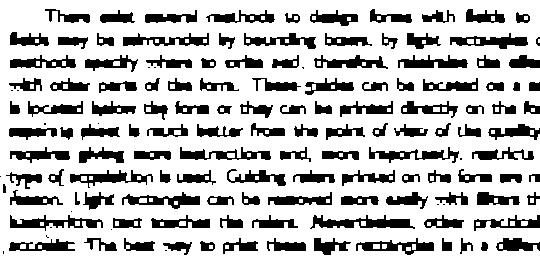 There exist several methods to design forms with fields to
fields may be surrounded by bounding boxes, by light rectangles o
methods specify where to write and, therefore, minimize the effec
with other parts of the form. These guides can be located on a s
is located below the form or they can be printed directly on the fo
separate sheet is much better from the point of view of the quality
requires giving more instructions and, more importantly, restricts
type of acquisition is used. Guiding rulers printed on the form are m
reason. Light rectangles can be removed more easily with filters th
handwritten text touches the rulers. Nevertheless, other practical
account: The best way to print these light rectangles is in a differe